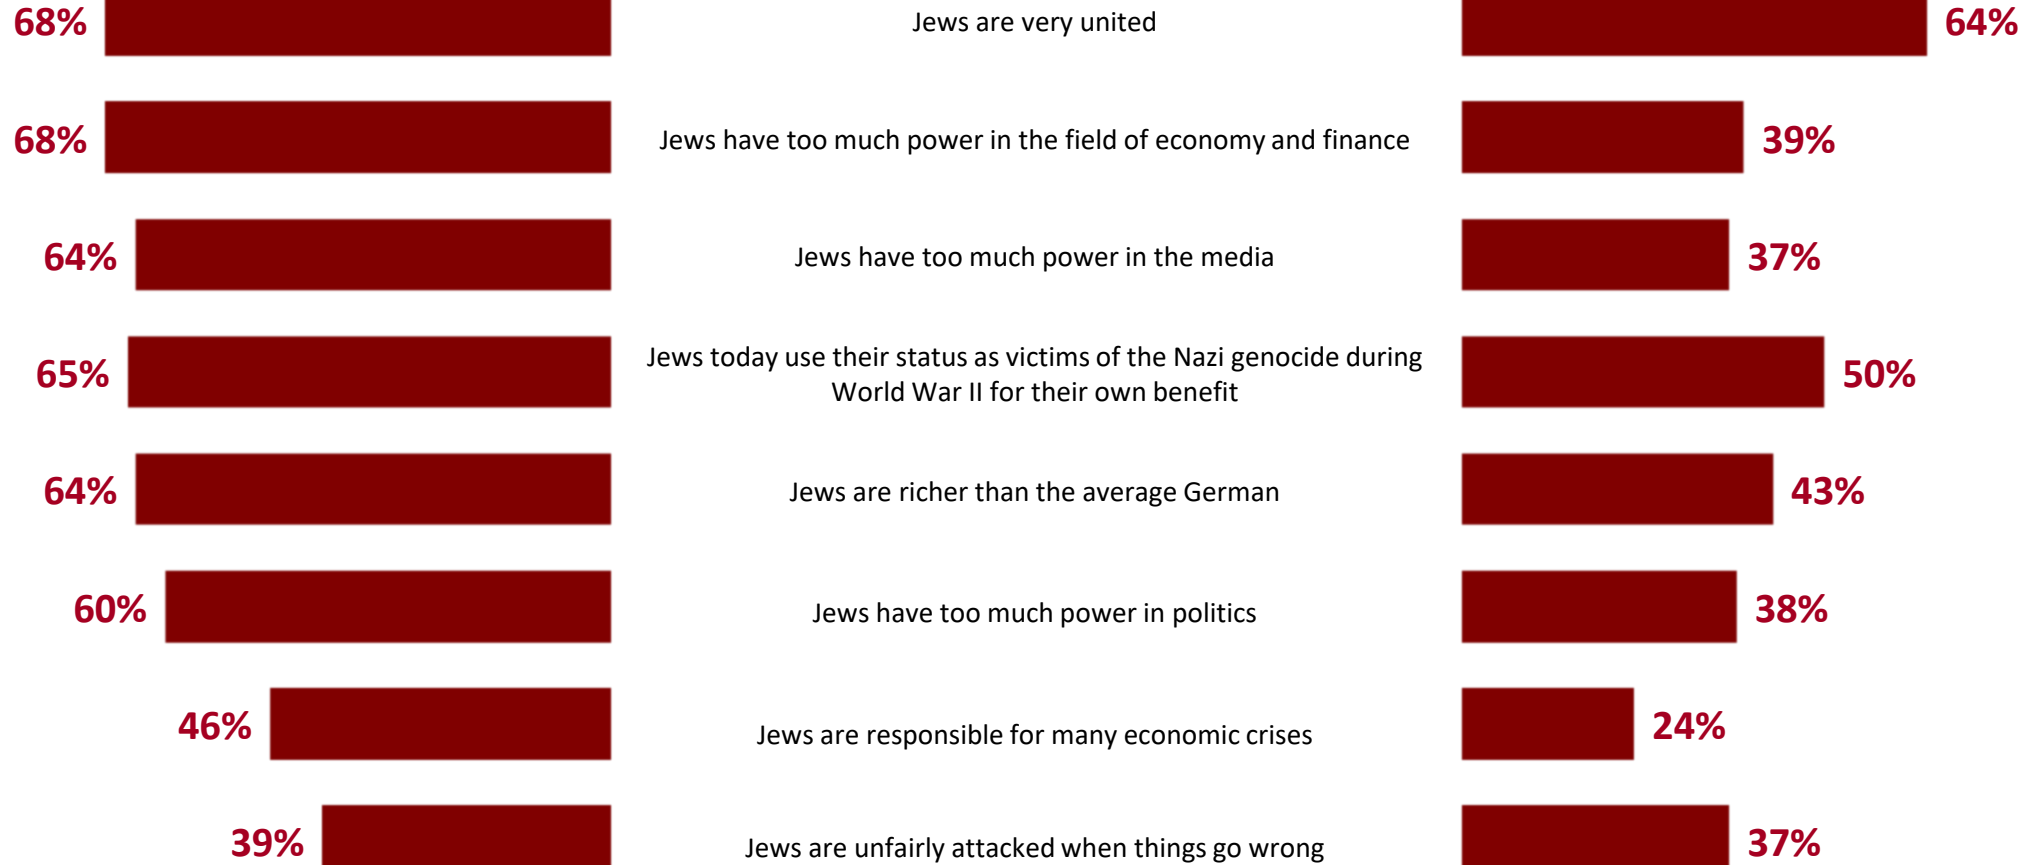 68% Jews are very united 64%
68% Jews have too much power in the field of economy and finance 39%
64% Jews have too much power in the media 37%
65% Jews today use their status as victims of the Nazi genocide during 50%
World War II for their own benefit
64% Jews are richer than the average German 43%
60% Jews have too much power in politics 38%
46% Jews are responsible for many economic crises 24%
39% Jews are unfairly attacked when things go wrong 37%